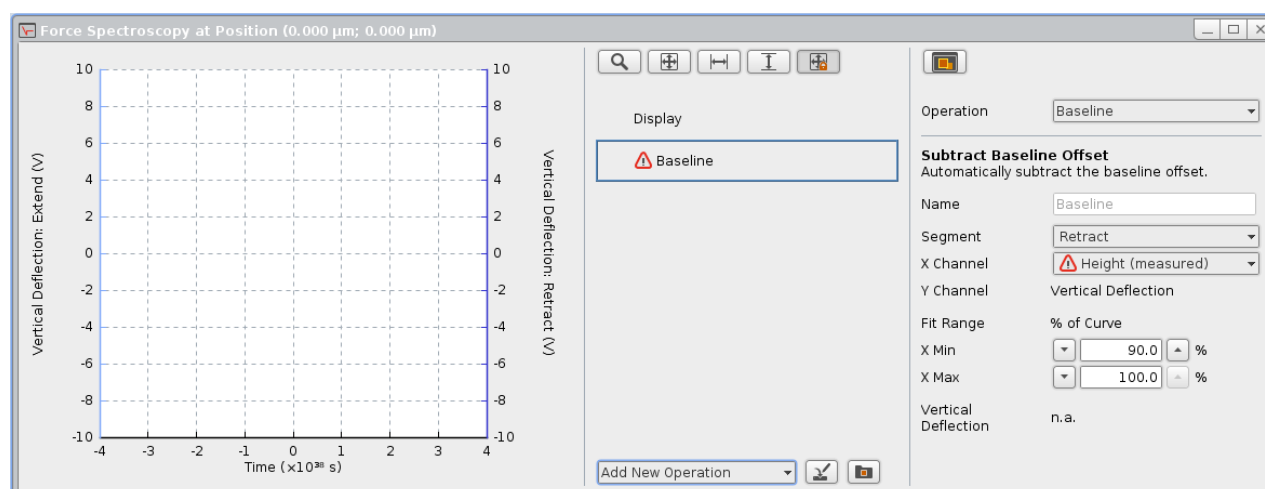 Force Spectroscopy at Position (0.000 µm; 0.000 µm)
Vertical Deflection: Extend (V)
10
8
6
4
2
0
-2
-4
-6
-8
-10
-4
-3
-2
-1
0
1
2
3
4
Time (×10³⁸ s)
10
8
6
4
2
0
-2
-4
-6
-8
-10
Vertical Deflection: Retract (V)
Display
Baseline
Add New Operation
Operation Baseline
Subtract Baseline Offset
Automatically subtract the baseline offset.
Name Baseline
Segment Retract
X Channel Height (measured)
Y Channel Vertical Deflection
Fit Range % of Curve
X Min 90.0 %
X Max 100.0 %
Vertical
Deflection n.a.